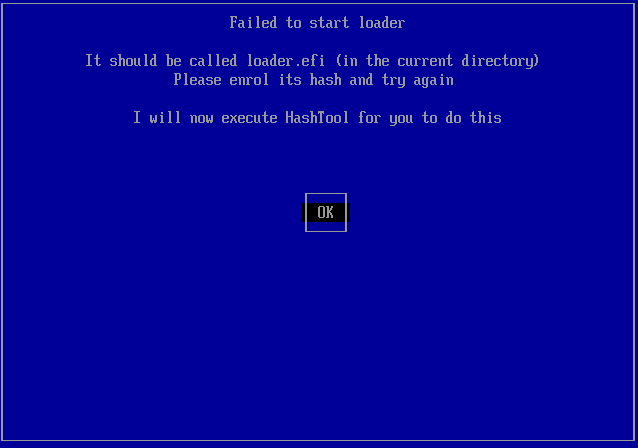 Failed to start loader
It should be called loader.efi (in the current directory)
Please enrol its hash and try again
I will now execute HashTool for you to do this
OK